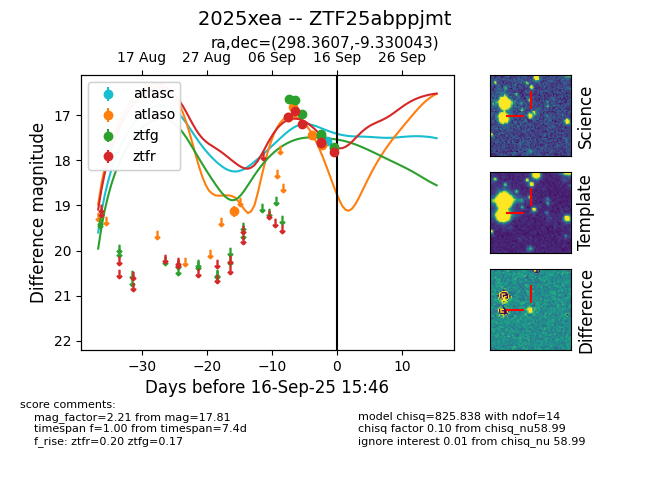 2025xea -- ZTF25abppjmt
ra,dec=(298.3607,-9.330043)
17 Aug 27 Aug 06 Sep 16 Sep 26 Sep
atlasc
atlaso
ztfg
ztfr
17
18
19
20
21
22
Difference magnitude
−30 −20 −10 0 10
Days before 16-Sep-25 15:46
Science
Template
Difference
score comments:
mag_factor=2.21 from mag=17.81
timespan f=1.00 from timespan=7.4d
f_rise: ztfr=0.20 ztfg=0.17
model chisq=825.838 with ndof=14
chisq factor 0.10 from chisq_nu58.99
ignore interest 0.01 from chisq_nu 58.99